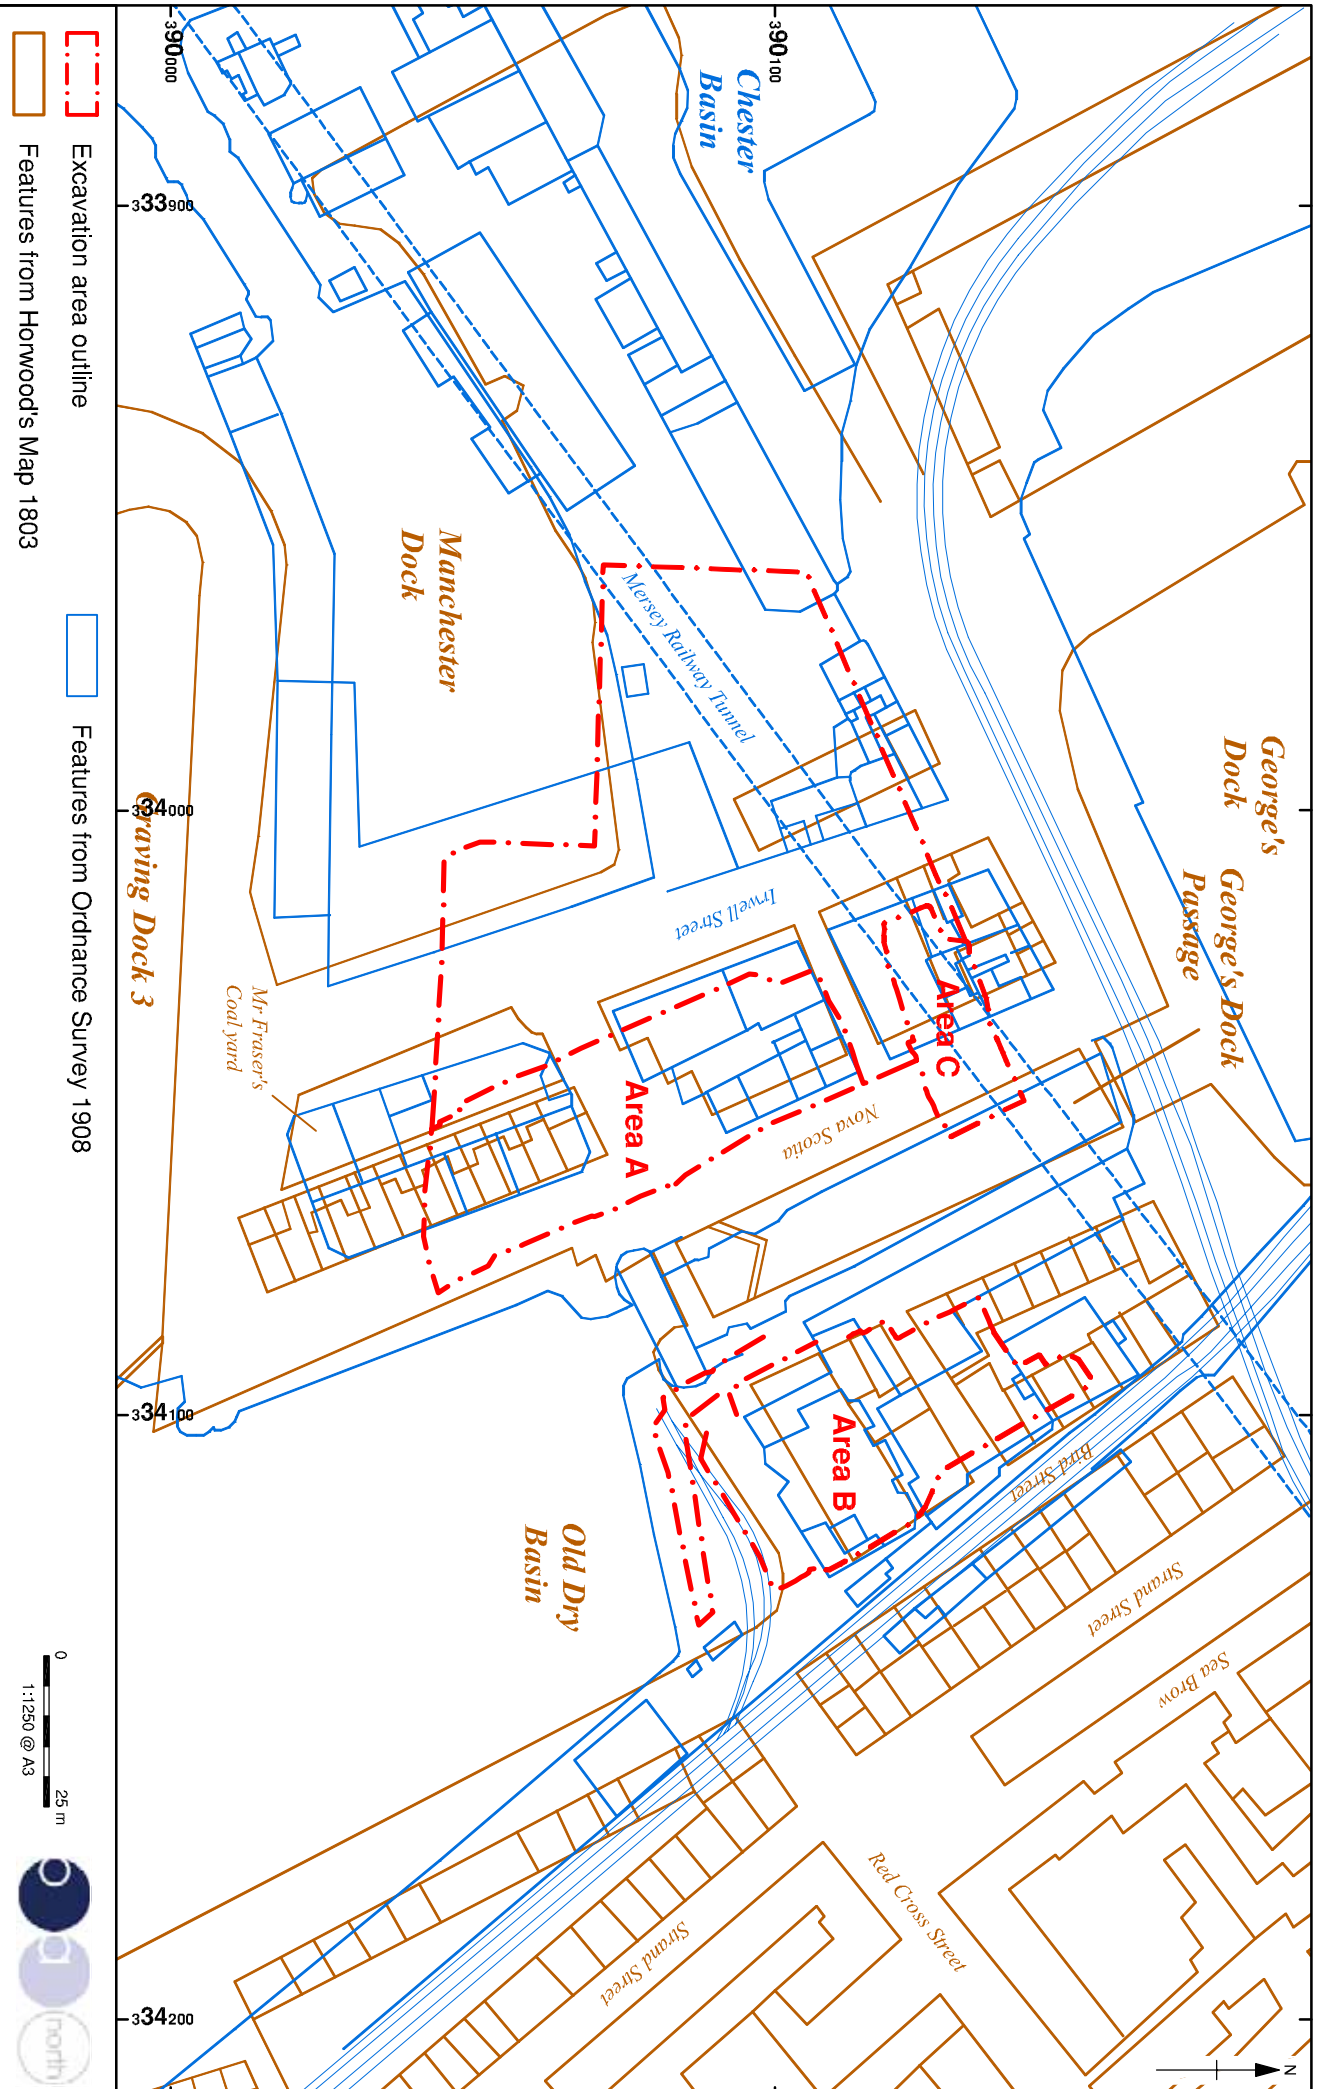 390000
390100
333900
334000
334100
334200
Chester
Basin
George's
Dock
George's Dock
Passage
Manchester
Dock
Mersey Railway Tunnel
Irwell Street
Graving Dock 3
Mr Fraser's
Coal yard
Area C
Area A
Nova Scotia
Area B
Bird Street
Strand Street
Sea Brow
Old Dry
Basin
Red Cross Street
Strand Street
N
Excavation area outline
Features from Horwood's Map 1803
Features from Ordnance Survey 1908
0
25 m
1:1250 @ A3
oa
north